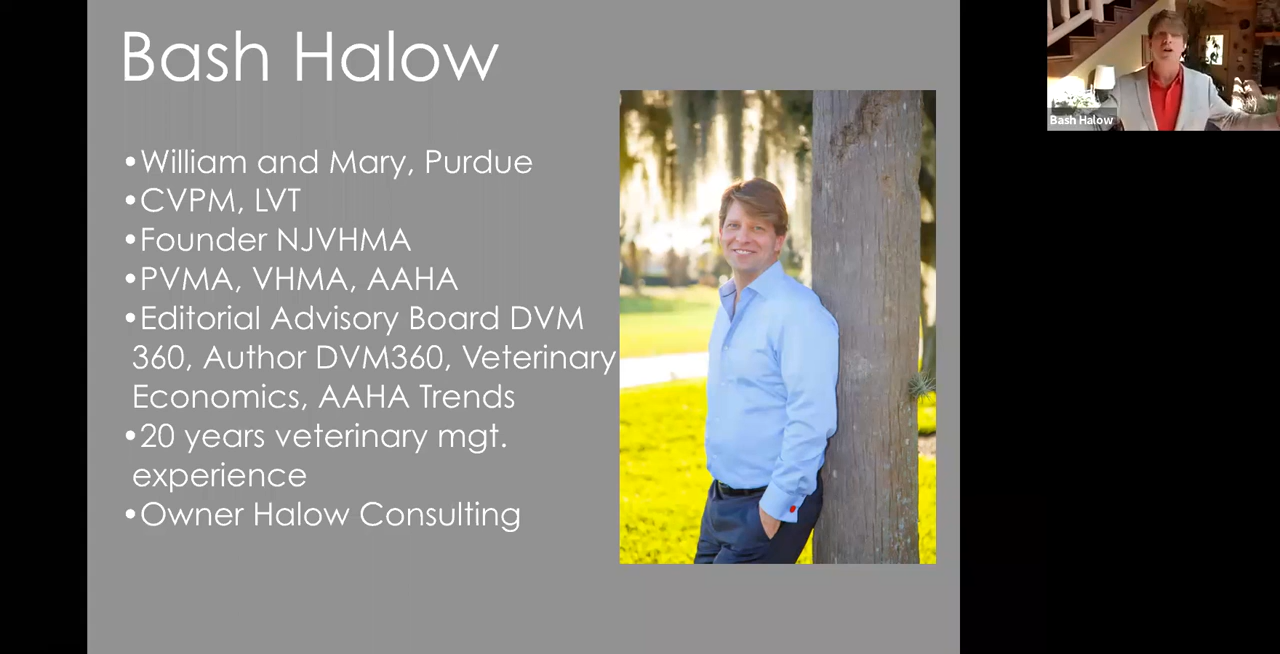 Bash Halow
•William and Mary, Purdue
•CVPM, LVT
•Founder NJVHMA
•PVMA, VHMA, AAHA
•Editorial Advisory Board DVM
360, Author DVM360, Veterinary
Economics, AAHA Trends
•20 years veterinary mgt.
experience
•Owner Halow Consulting
Bash Halow